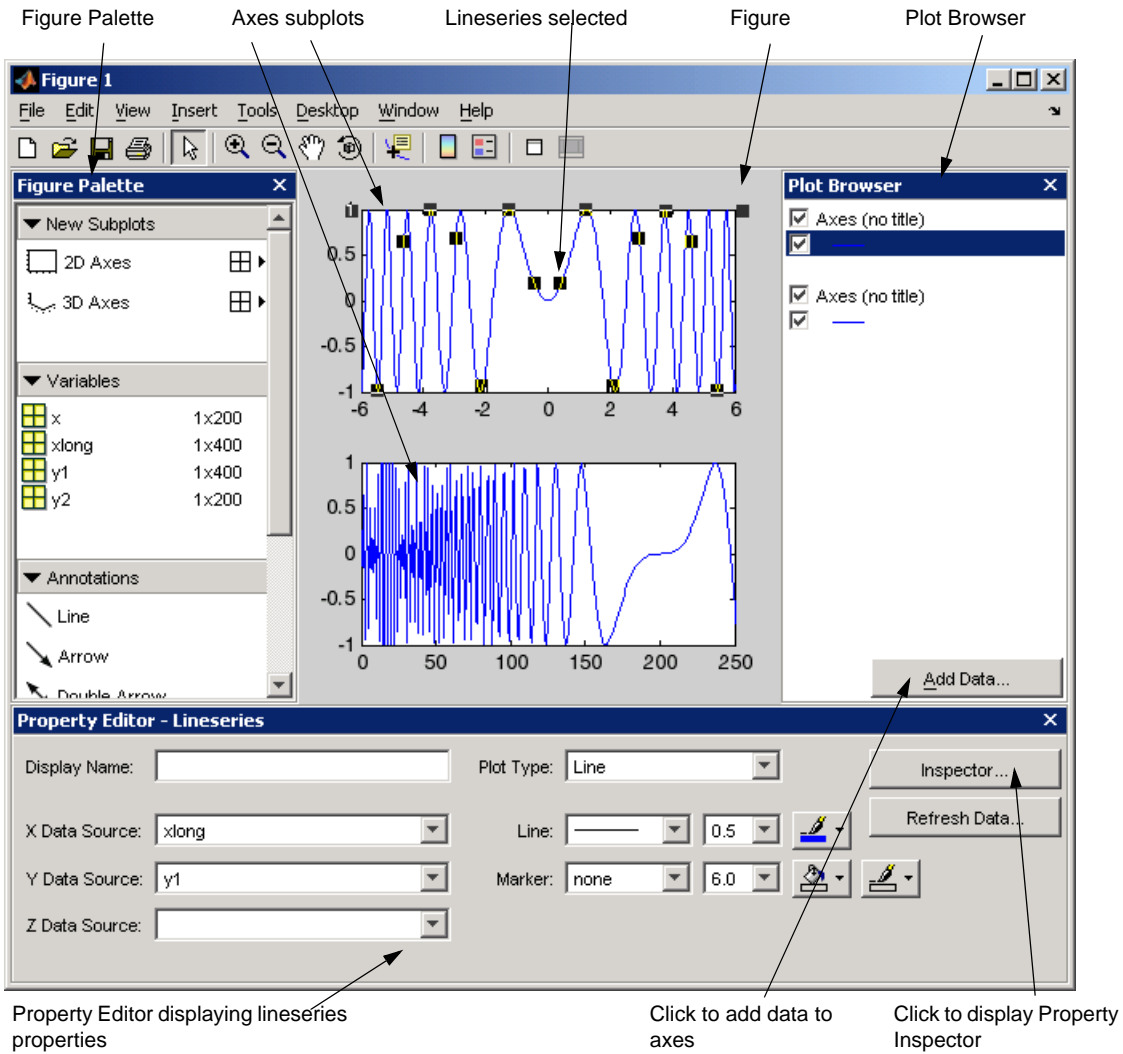 Figure Palette Axes subplots Lineseries selected Figure Plot Browser
Figure 1
File Edit View Insert Tools Desktop Window Help
Figure Palette
New Subplots
2D Axes
3D Axes
Variables
x 1x200
xlong 1x400
y1 1x400
y2 1x200
Annotations
Line
Arrow
Double Arrow
1
0.5
0
-0.5
-1
-6 -4 -2 0 2 4 6
1
0.5
0
-0.5
-1
0 50 100 150 200 250
Plot Browser
Axes (no title)
Axes (no title)
Add Data...
Property Editor - Lineseries
Display Name: Plot Type: Line Inspector...
X Data Source: xlong Line: 0.5 Refresh Data...
Y Data Source: y1 Marker: none 6.0
Z Data Source:
Property Editor displaying lineseries
properties
Click to add data to
axes
Click to display Property
Inspector